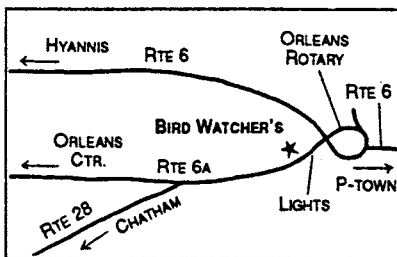 HYANNIS
RTE 6
ORLEANS
ROTARY
RTE 6
ORLEANS
CTR.
BIRD WATCHER'S
RTE 6A
P-TOWN
LIGHTS
RTE 28
CHATHAM